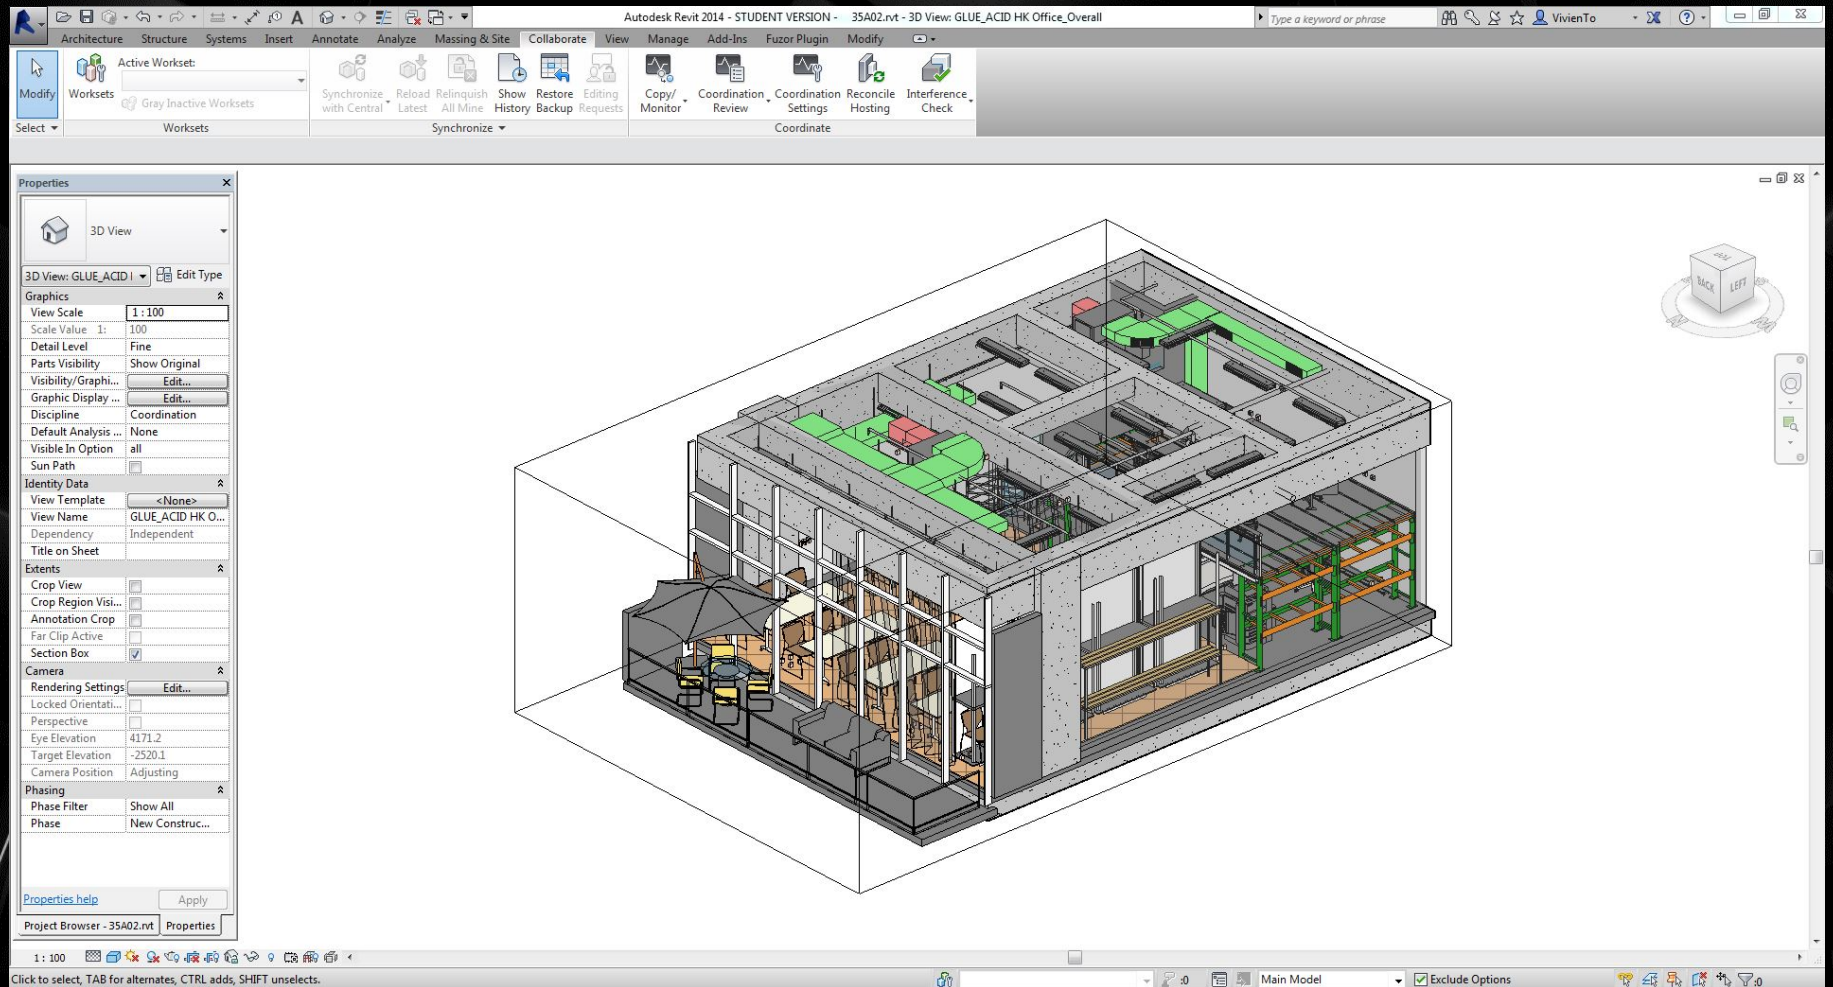 Autodesk Revit 2014 - STUDENT VERSION - 35A02.rvt - 3D View: GLUE_ACID HK Office_Overall
Type a keyword or phrase
VivienTo
Architecture Structure Systems Insert Annotate Analyze Massing & Site Collaborate View Manage Add-Ins Fuzor Plugin Modify
Active Workset:
Gray Inactive Worksets
Modify Worksets Synchronize with Central Reload Latest Relinquish All Mine Show History Restore Backup Editing Requests Copy/ Monitor Coordination Review Coordination Settings Reconcile Hosting Interference Check
Select Worksets Synchronize Coordinate
Properties
3D View
3D View: GLUE_ACID Edit Type
Graphics
View Scale 1 : 100
Scale Value 1: 100
Detail Level Fine
Parts Visibility Show Original
Visibility/Graphi... Edit...
Graphic Display ... Edit...
Discipline Coordination
Default Analysis ... None
Visible In Option all
Sun Path
Identity Data
View Template <None>
View Name GLUE_ACID HK O...
Dependency Independent
Title on Sheet
Extents
Crop View
Crop Region Visi...
Annotation Crop
Far Clip Active
Section Box
Camera
Rendering Settings Edit...
Locked Orientati...
Perspective
Eye Elevation 4171.2
Target Elevation -2520.1
Camera Position Adjusting
Phasing
Phase Filter Show All
Phase New Construc...
Properties help Apply
Project Browser - 35A02.rvt Properties
TOP
BACK LEFT
1 : 100
Click to select, TAB for alternates, CTRL adds, SHIFT unselects.
:0 Main Model Exclude Options :0